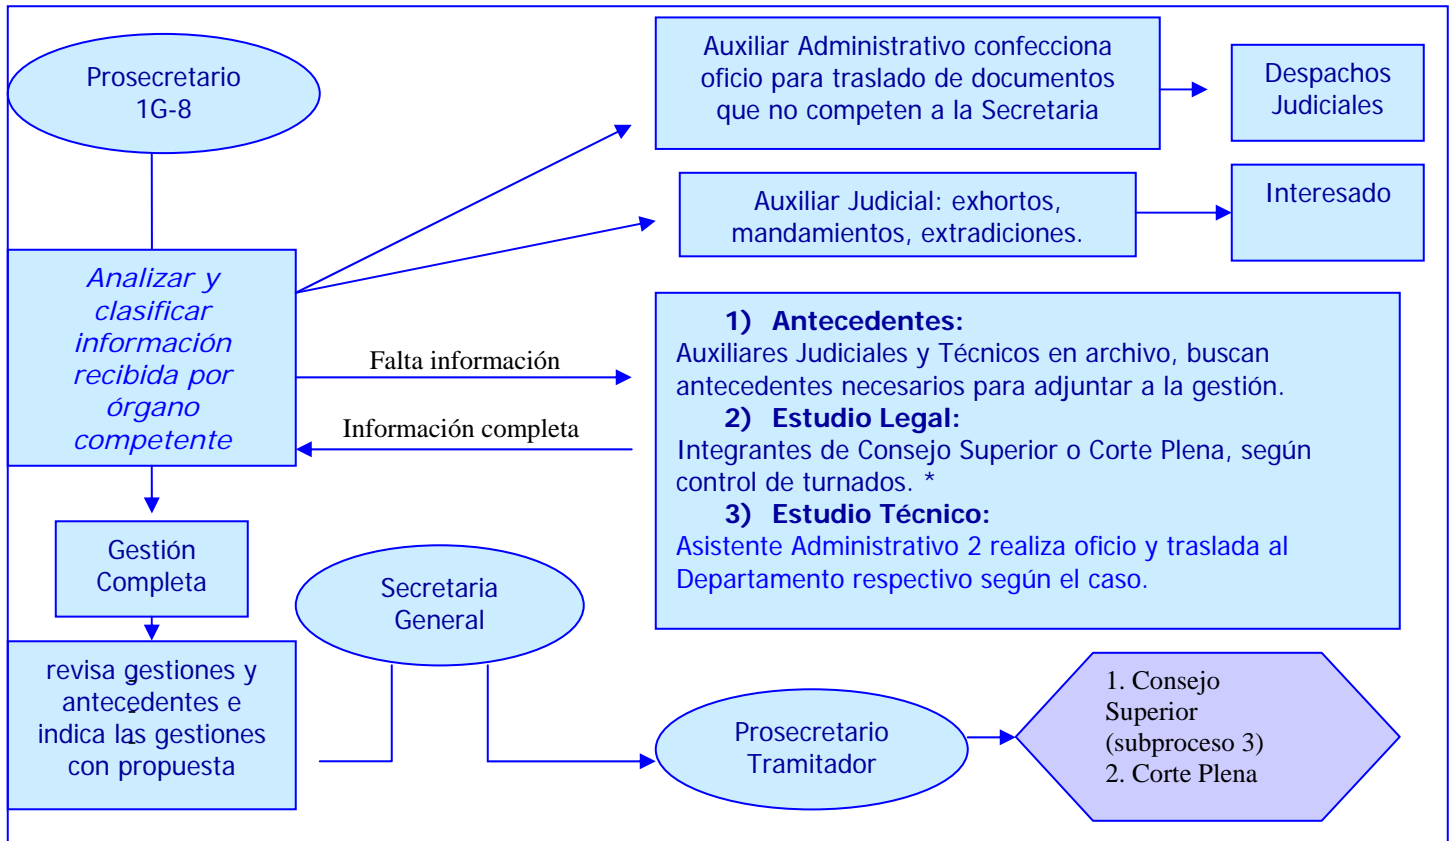 Prosecretario
1G-8
Auxiliar Administrativo confecciona
oficio para traslado de documentos
que no competen a la Secretaria
Despachos
Judiciales
Auxiliar Judicial: exhortos,
mandamientos, extradiciones.
Interesado
Analizar y
clasificar
información
recibida por
órgano
competente
Falta información
Información completa
1) Antecedentes:
Auxiliares Judiciales y Técnicos en archivo, buscan
antecedentes necesarios para adjuntar a la gestión.
2) Estudio Legal:
Integrantes de Consejo Superior o Corte Plena, según
control de turnados. *
3) Estudio Técnico:
Asistente Administrativo 2 realiza oficio y traslada al
Departamento respectivo según el caso.
Gestión
Completa
Secretaria
General
revisa gestiones y
antecedentes e
indica las gestiones
con propuesta
Prosecretario
Tramitador
1. Consejo
Superior
(subproceso 3)
2. Corte Plena